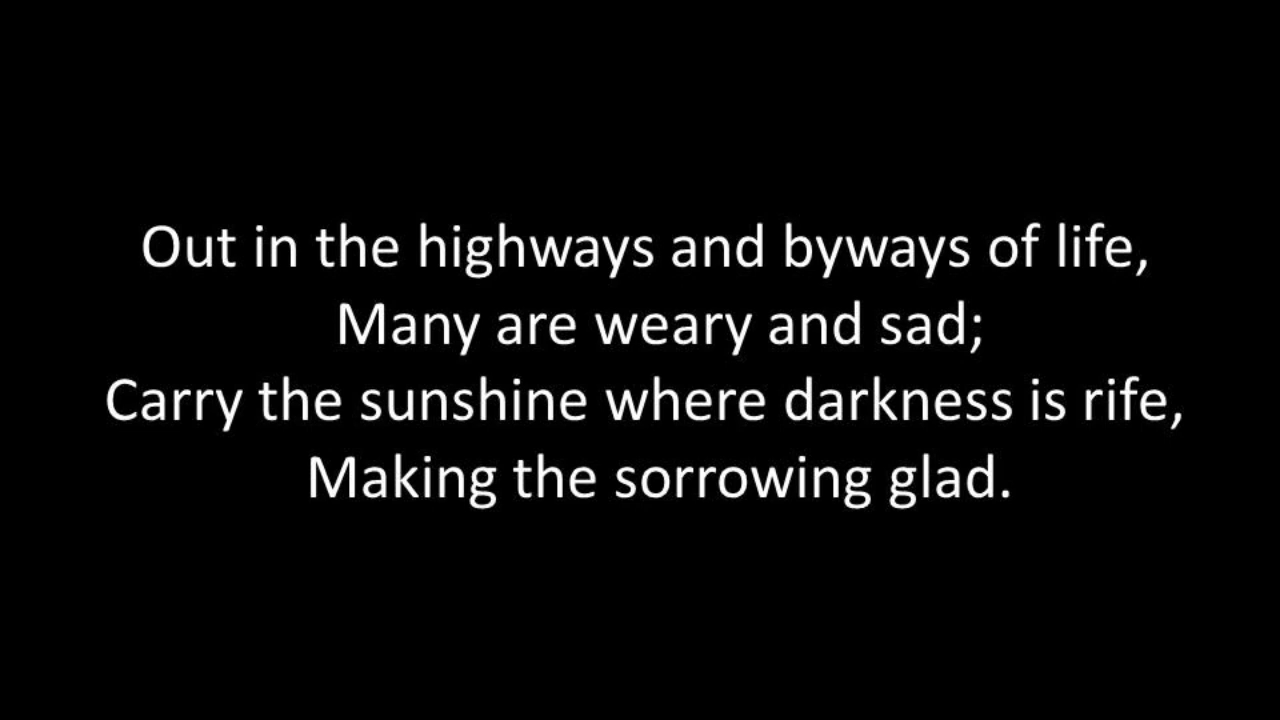 Out in the highways and byways of life,
Many are weary and sad;
Carry the sunshine where darkness is rife,
Making the sorrowing glad.